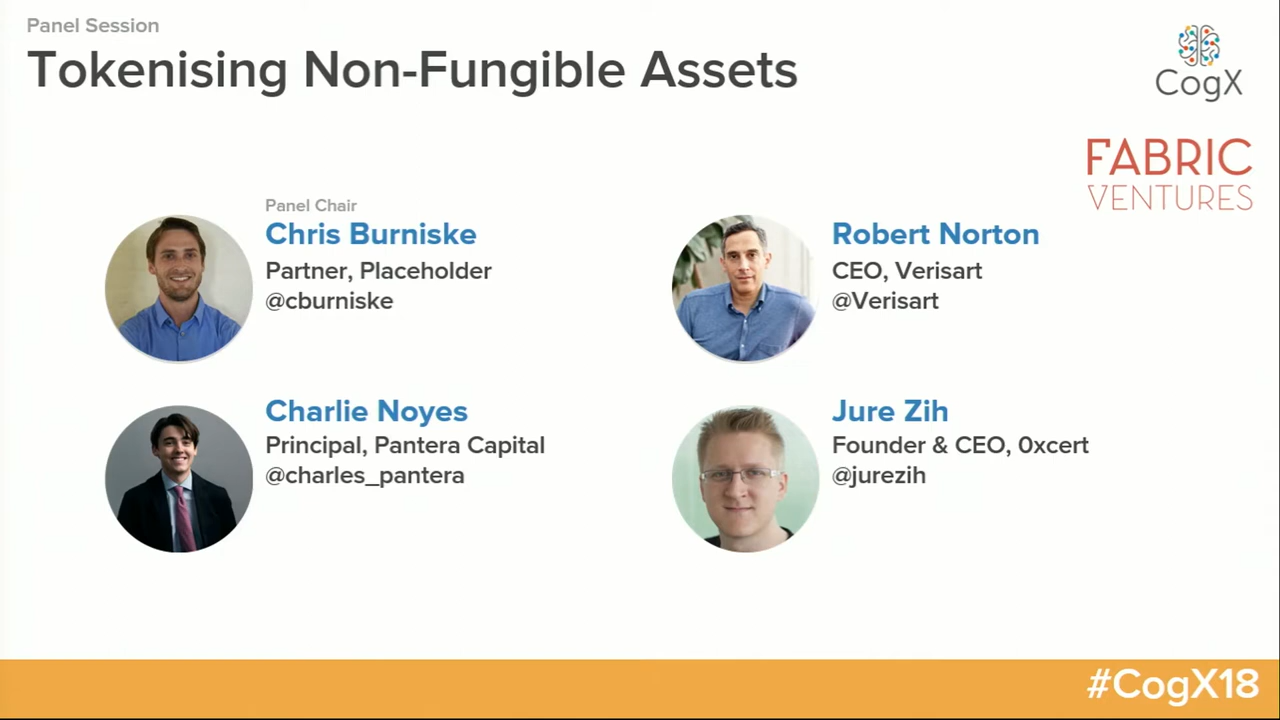 Panel Session
Tokenising Non-Fungible Assets
CogX
FABRIC
VENTURES
Panel Chair
Chris Burniske
Partner, Placeholder
@cburniske
Robert Norton
CEO, Verisart
@Verisart
Charlie Noyes
Principal, Pantera Capital
@charles_pantera
Jure Zih
Founder & CEO, 0xcert
@jurezih
#CogX18